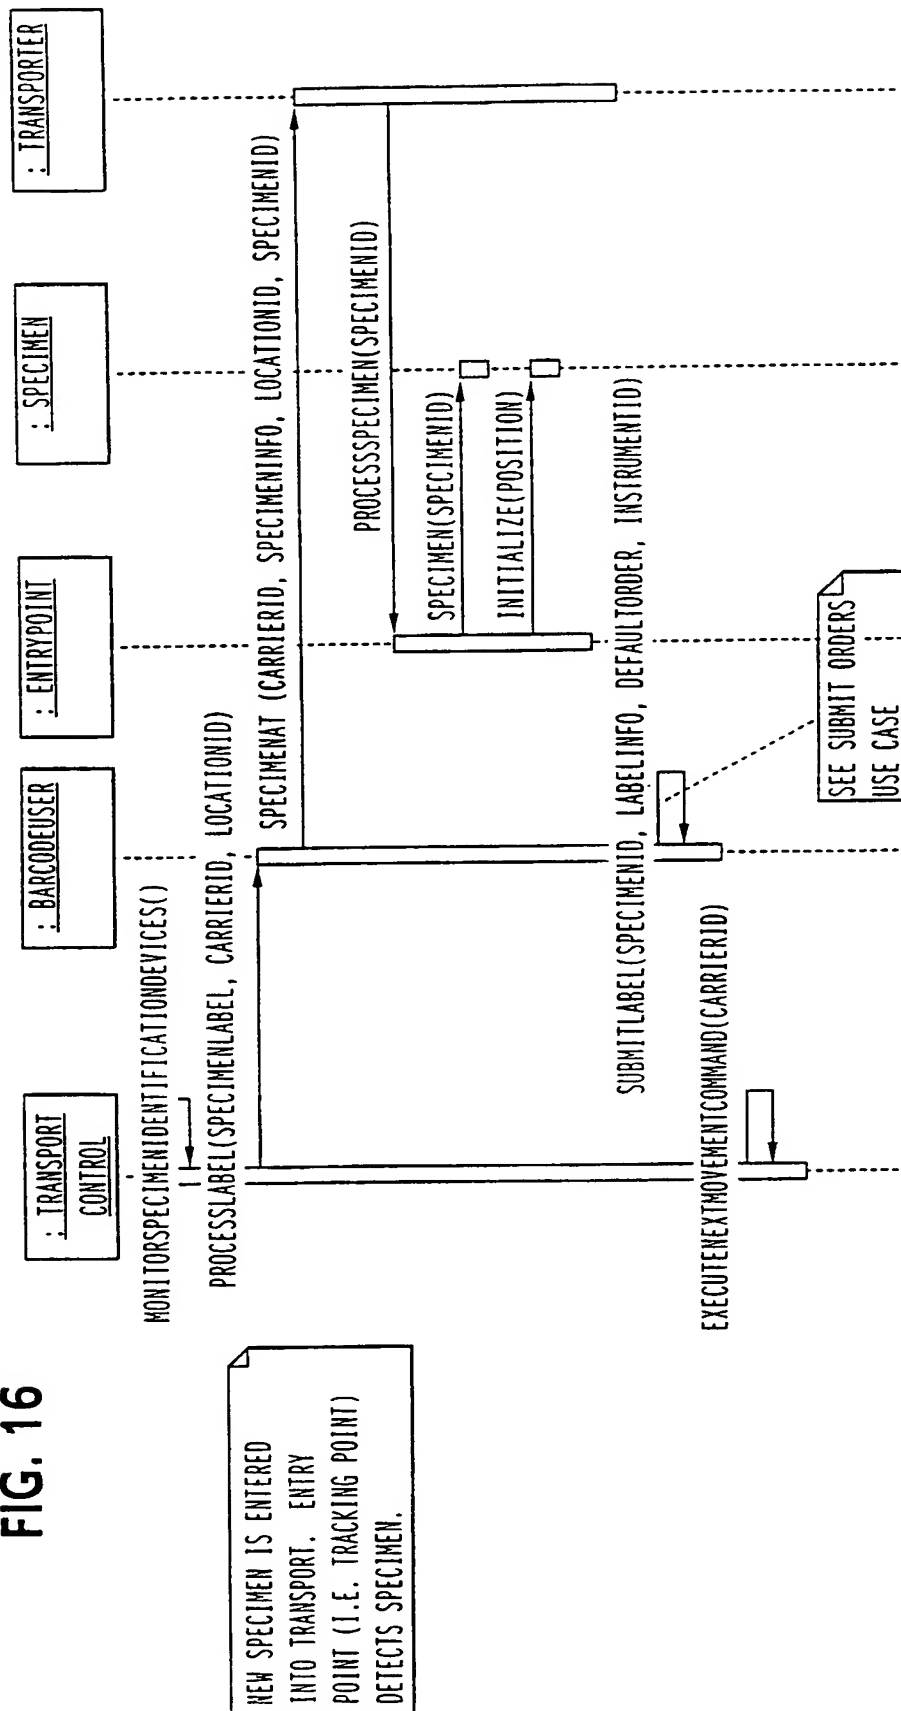 FIG. 16
NEW SPECIMEN IS ENTERED
INTO TRANSPORT. ENTRY
POINT (I.E. TRACKING POINT)
DETECTS SPECIMEN.
: TRANSPORT
CONTROL
: BARCODEUSER
: ENTRYPOINT
: SPECIMEN
: TRANSPORTER
MONITORSPECIMENIDENTIFICATIONDEVICES()
PROCESSLABEL(SPECIMENLABEL, CARRIERID, LOCATIONID)
SPECIMENAT (CARRIERID, SPECIMENINFO, LOCATIONID, SPECIMENID)
PROCESSSPECIMEN(SPECIMENID)
SPECIMEN(SPECIMENID)
INITIALIZE(POSITION)
SUBMITLABEL(SPECIMENID, LABELINFO, DEFAULTORDER, INSTRUMENTID)
EXECUTENEXTMOVEMENTCOMMAND(CARRIERID)
SEE SUBMIT ORDERS
USE CASE